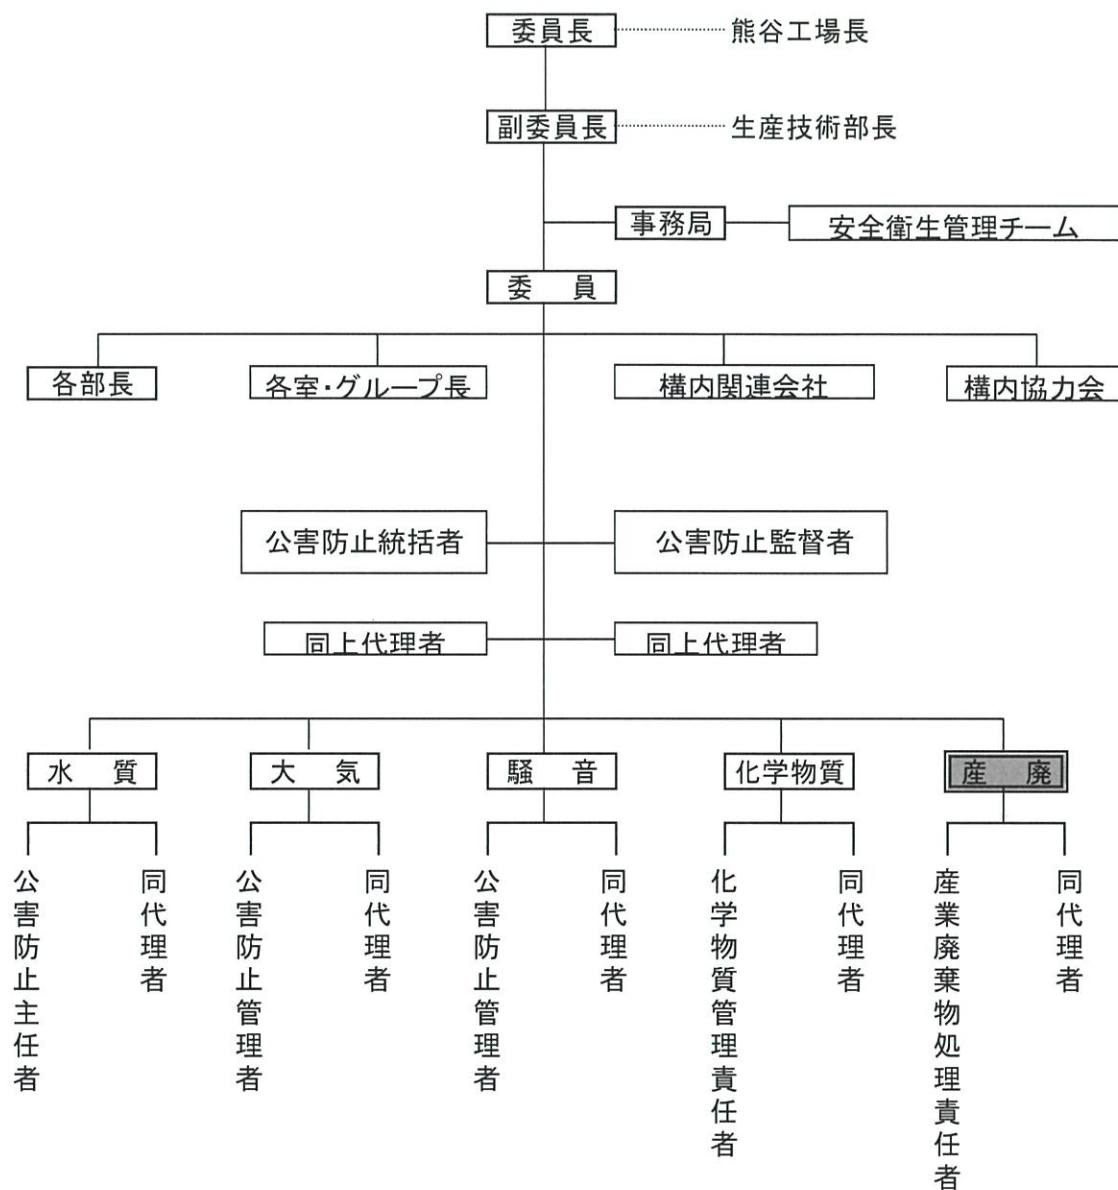 委員長 熊谷工場長
副委員長 生産技術部長
事務局 安全衛生管理チーム
委 員
各部長 各室・グループ長 構内関連会社 構内協力会
公害防止統括者 公害防止監督者
同上代理者 同上代理者
水 質 大 気 騒 音 化学物質 産 廃
公害防止主任者
同代理者
公害防止管理者
同代理者
公害防止管理者
同代理者
化学物質管理責任者
同代理者
産業廃棄物処理責任者
同代理者